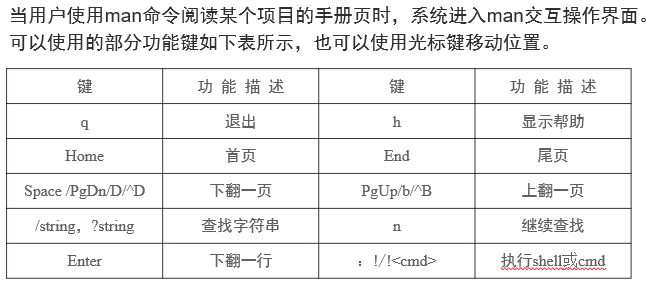 当用户使用man命令阅读某个项目的手册页时，系统进入man交互操作界面。
可以使用的部分功能键如下表所示，也可以使用光标键移动位置。
键 功 能 描 述 键 功 能 描 述
q 退出 h 显示帮助
Home 首页 End 尾页
Space /PgDn/D/^D 下翻一页 PgUp/b/^B 上翻一页
/string，?string 查找字符串 n 继续查找
Enter 下翻一行 ：!/!<cmd> 执行shell或cmd